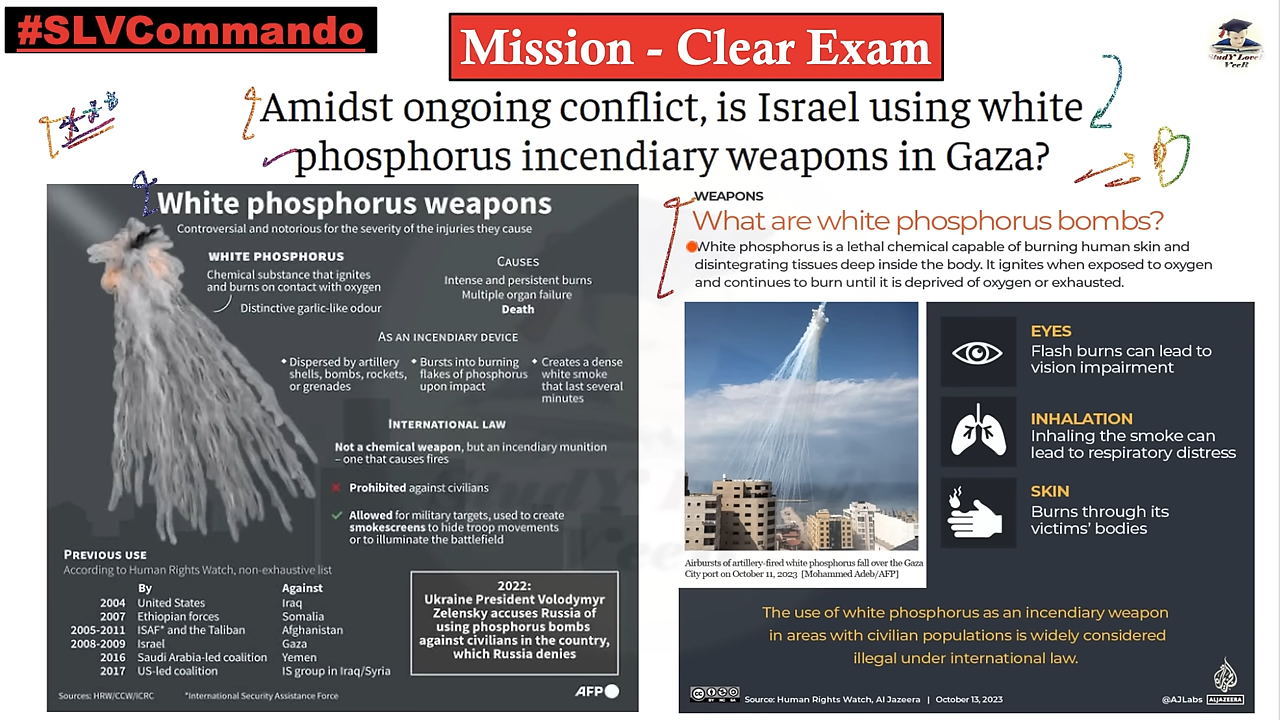 #SLVCommando
Mission - Clear Exam
StudY LoveR
VeeR
Amidst ongoing conflict, is Israel using white
phosphorus incendiary weapons in Gaza?
White phosphorus weapons
Controversial and notorious for the severity of the injuries they cause
WHITE PHOSPHORUS
Chemical substance that ignites
and burns on contact with oxygen
Distinctive garlic-like odour
CAUSES
Intense and persistent burns
Multiple organ failure
Death
AS AN INCENDIARY DEVICE
Dispersed by artillery
shells, bombs, rockets,
or grenades
Bursts into burning
flakes of phosphorus
upon impact
Creates a dense
white smoke
that last several
minutes
INTERNATIONAL LAW
Not a chemical weapon, but an incendiary munition
– one that causes fires
Prohibited against civilians
Allowed for military targets, used to create
smokescreens to hide troop movements
or to illuminate the battlefield
PREVIOUS USE
According to Human Rights Watch, non-exhaustive list
By Against
2004 United States Iraq
2007 Ethiopian forces Somalia
2005-2011 ISAF* and the Taliban Afghanistan
2008-2009 Israel Gaza
2016 Saudi Arabia-led coalition Yemen
2017 US-led coalition IS group in Iraq/Syria
2022:
Ukraine President Volodymyr
Zelensky accuses Russia of
using phosphorus bombs
against civilians in the country,
which Russia denies
Sources: HRW/CCW/ICRC *International Security Assistance Force
AFP
WEAPONS
What are white phosphorus bombs?
White phosphorus is a lethal chemical capable of burning human skin and
disintegrating tissues deep inside the body. It ignites when exposed to oxygen
and continues to burn until it is deprived of oxygen or exhausted.
Airbursts of artillery-fired white phosphorus fall over the Gaza
City port on October 11, 2023 [Mohammed Adeb/AFP]
EYES
Flash burns can lead to
vision impairment
INHALATION
Inhaling the smoke can
lead to respiratory distress
SKIN
Burns through its
victims' bodies
The use of white phosphorus as an incendiary weapon
in areas with civilian populations is widely considered
illegal under international law.
Source: Human Rights Watch, Al Jazeera | October 13, 2023
@AJLabs ALJAZEERA